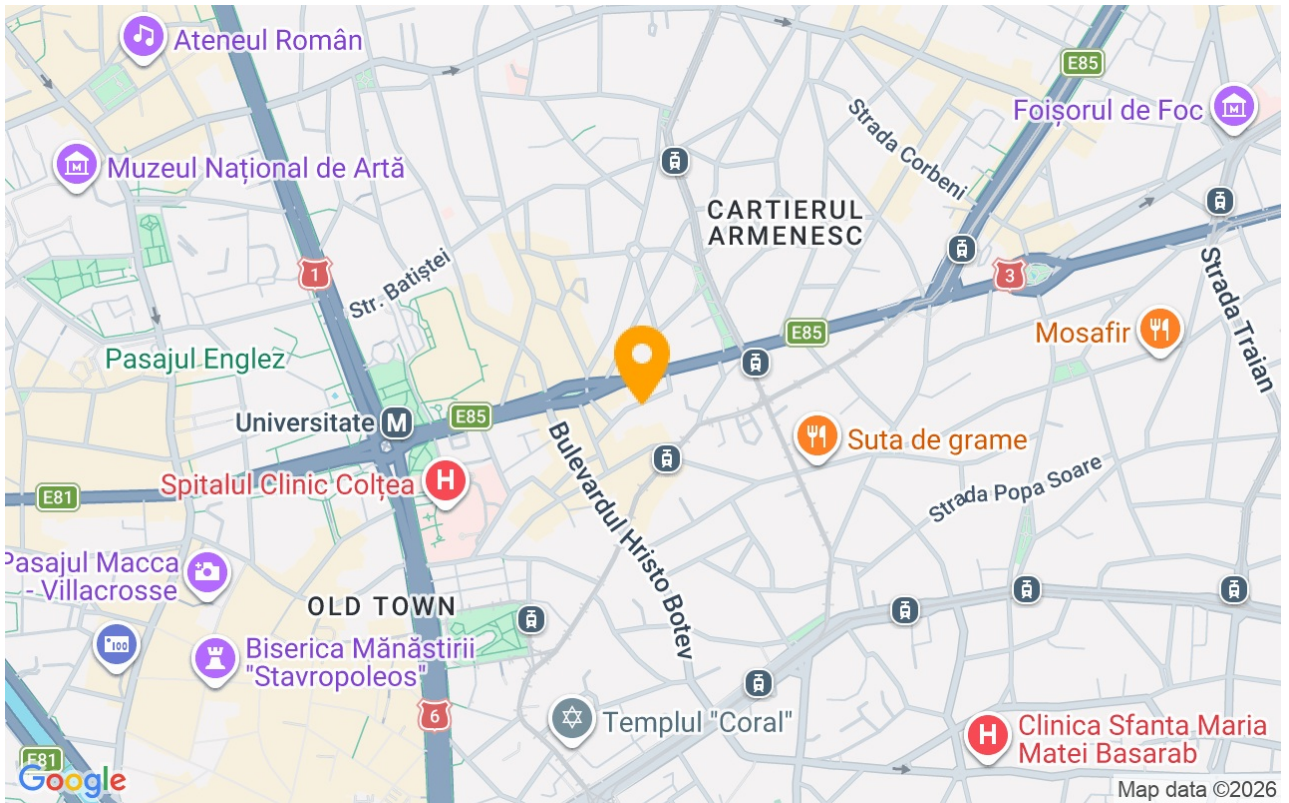 Ateneul Român
E85
Foișorul de Foc
Strada Corbeni
Muzeul Național de Artă
CARTIERUL
ARMENESC
Str. Batiștei
1
3
Strada Traian
E85
Mosafir
Pasajul Englez
Universitate M
E85
Suta de grame
Bulevardul Hristo Botev
Spitalul Clinic Colțea H
Strada Popa Soare
E81
Pasajul Macca
- Villacrosse
OLD TOWN
100
Biserica Mănăstirii
"Stavropoleos"
6
Templul "Coral"
H Clinica Sfanta Maria
Matei Basarab
E81
Google
Map data ©2026